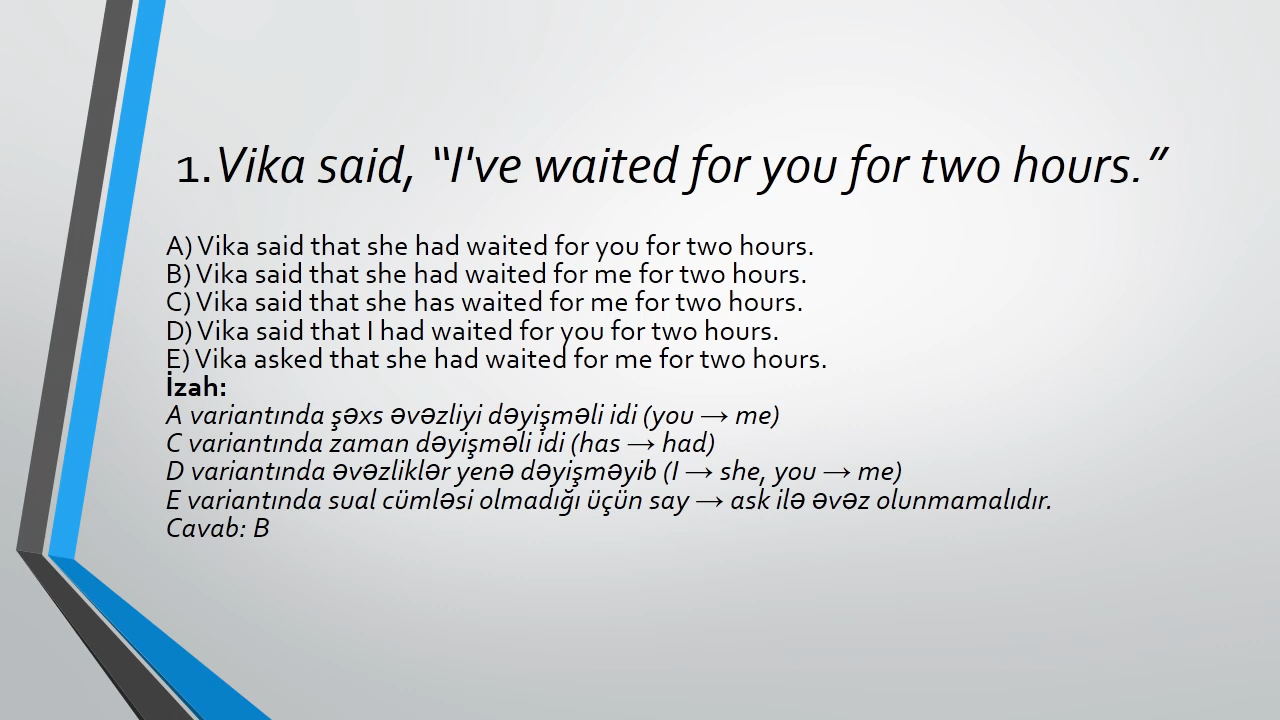 1.Vika said, “I've waited for you for two hours.”
A) Vika said that she had waited for you for two hours.
B) Vika said that she had waited for me for two hours.
C) Vika said that she has waited for me for two hours.
D) Vika said that I had waited for you for two hours.
E) Vika asked that she had waited for me for two hours.
İzah:
A variantında şəxs əvəzliyi dəyişməli idi (you → me)
C variantında zaman dəyişməli idi (has → had)
D variantında əvəzliklər yenə dəyişməyib (I → she, you → me)
E variantında sual cümləsi olmadığı üçün say → ask ilə əvəz olunmamalıdır.
Cavab: B